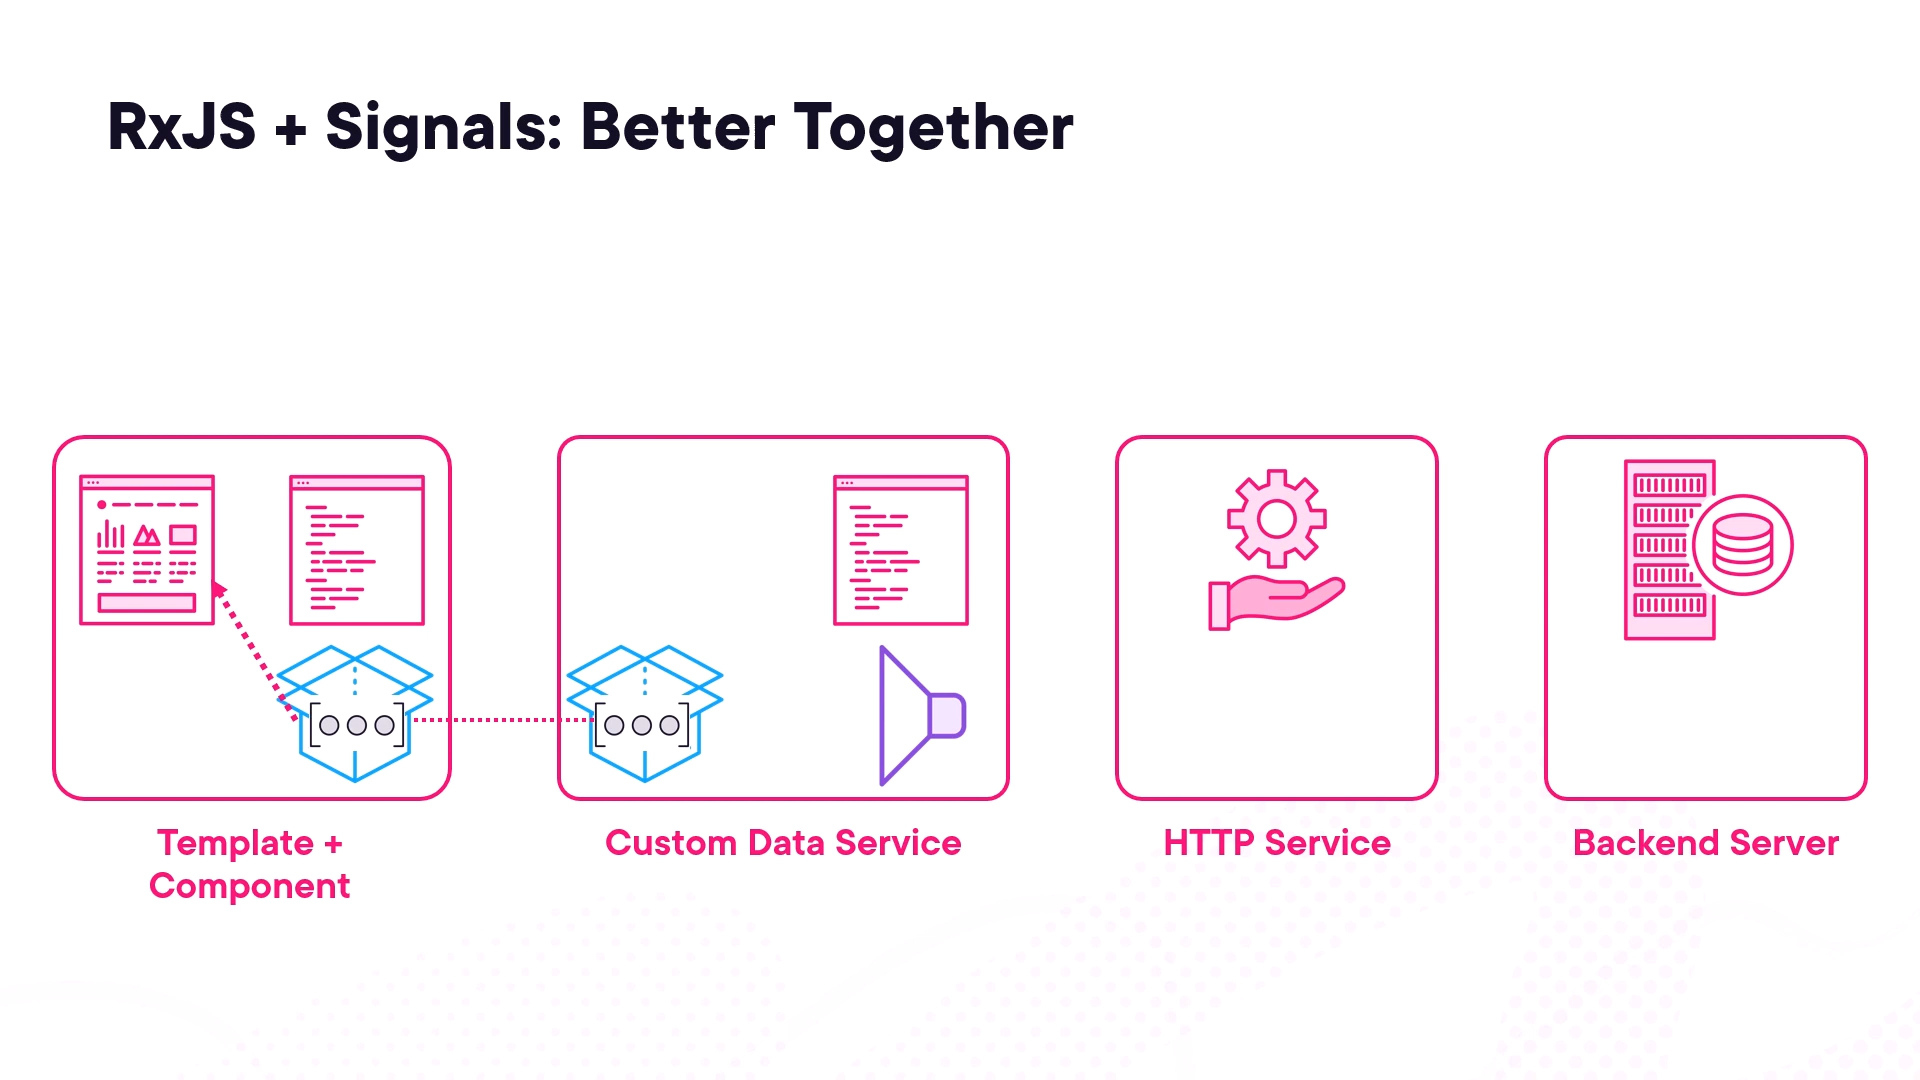 RxJS + Signals: Better Together
Template +
Component
Custom Data Service
HTTP Service
Backend Server